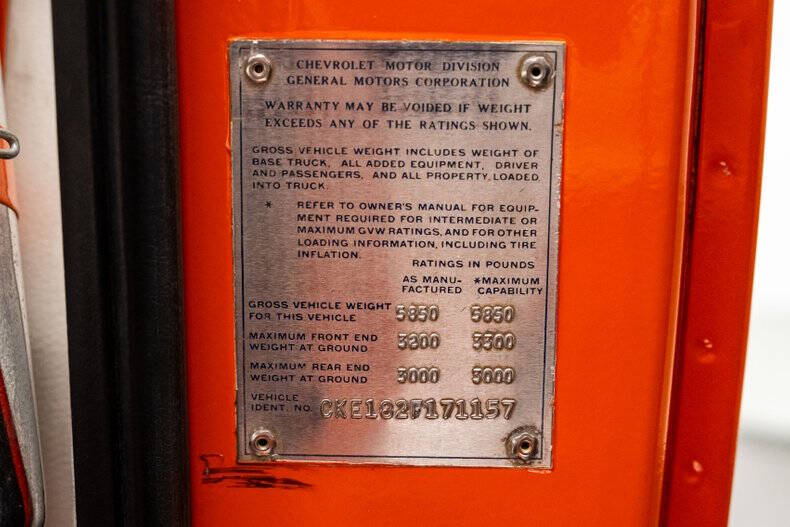 CHEVROLET MOTOR DIVISION
GENERAL MOTORS CORPORATION
WARRANTY MAY BE VOIDED IF WEIGHT
EXCEEDS ANY OF THE RATINGS SHOWN.
GROSS VEHICLE WEIGHT INCLUDES WEIGHT OF
BASE TRUCK, ALL ADDED EQUIPMENT, DRIVER
AND PASSENGERS, AND ALL PROPERTY LOADED
INTO TRUCK.
* REFER TO OWNER'S MANUAL FOR EQUIP-
MENT REQUIRED FOR INTERMEDIATE OR
MAXIMUM GVW RATINGS, AND FOR OTHER
LOADING INFORMATION, INCLUDING TIRE
INFLATION.
RATINGS IN POUNDS
AS MANU- *MAXIMUM
FACTURED CAPABILITY
GROSS VEHICLE WEIGHT
FOR THIS VEHICLE 5850 5850
MAXIMUM FRONT END
WEIGHT AT GROUND 3200 3300
MAXIMUM REAR END
WEIGHT AT GROUND 3000 3000
VEHICLE
IDENT. NO. CKE182F171157